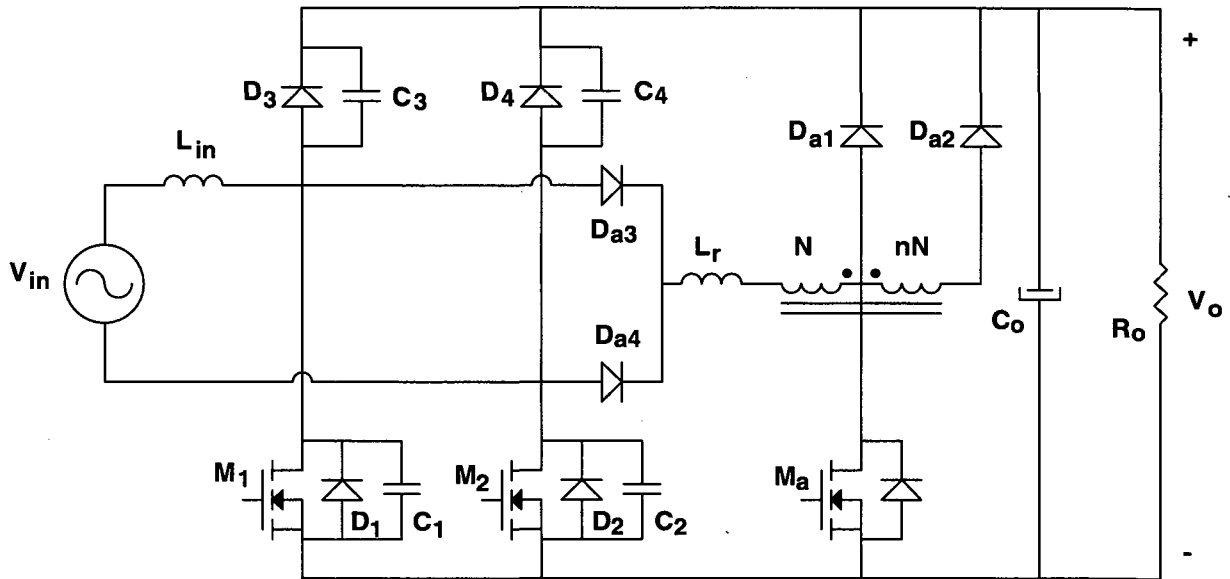 +
D3 C3 D4 C4
Da1 Da2
Lin
Da3
Lr N nN
Vin
Vo
Co Ro
Da4
M1 D1 C1 M2 D2 C2 Ma
-